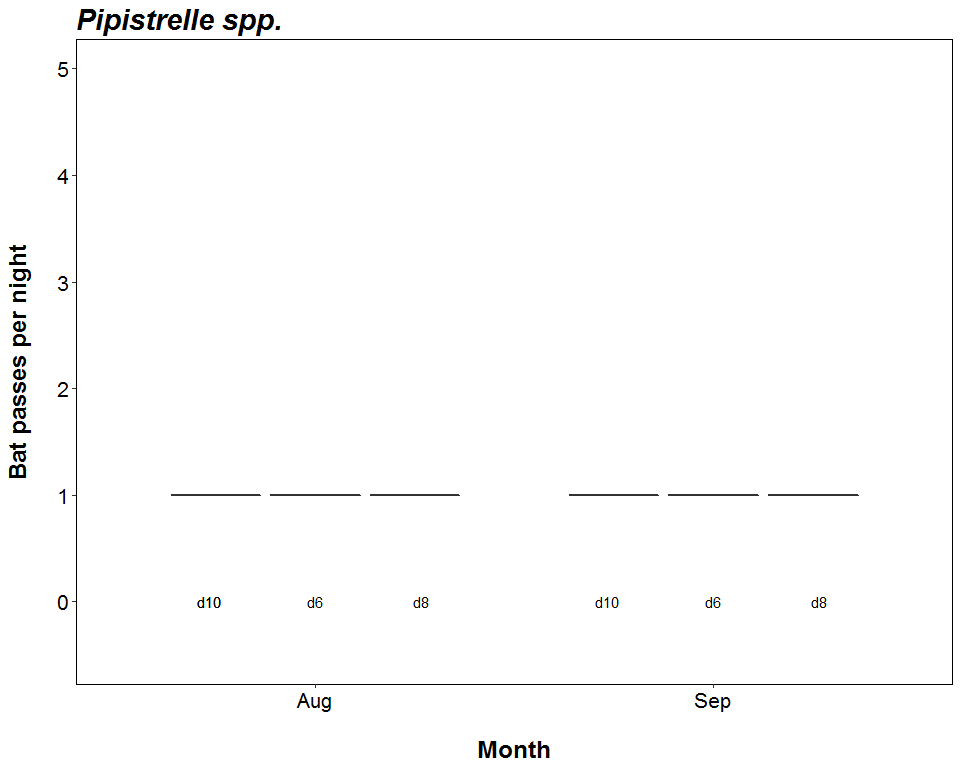 Pipistrelle spp.
5
4
3
2
1
0
Bat passes per night
d10 d6 d8 d10 d6 d8
Aug Sep
Month